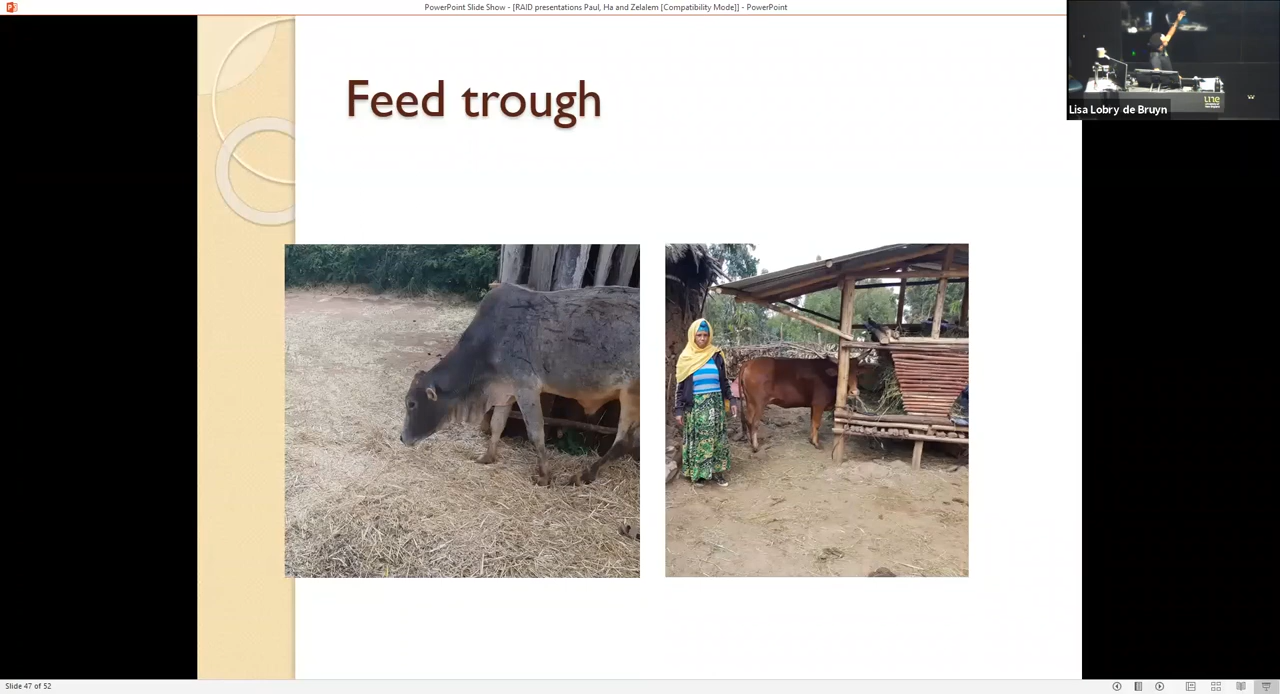 PowerPoint Slide Show - [RAID presentations Paul, Ha and Zelalem [Compatibility Mode]] - PowerPoint
Lisa Lobry de Bruyn
une
Feed trough
Slide 47 of 52